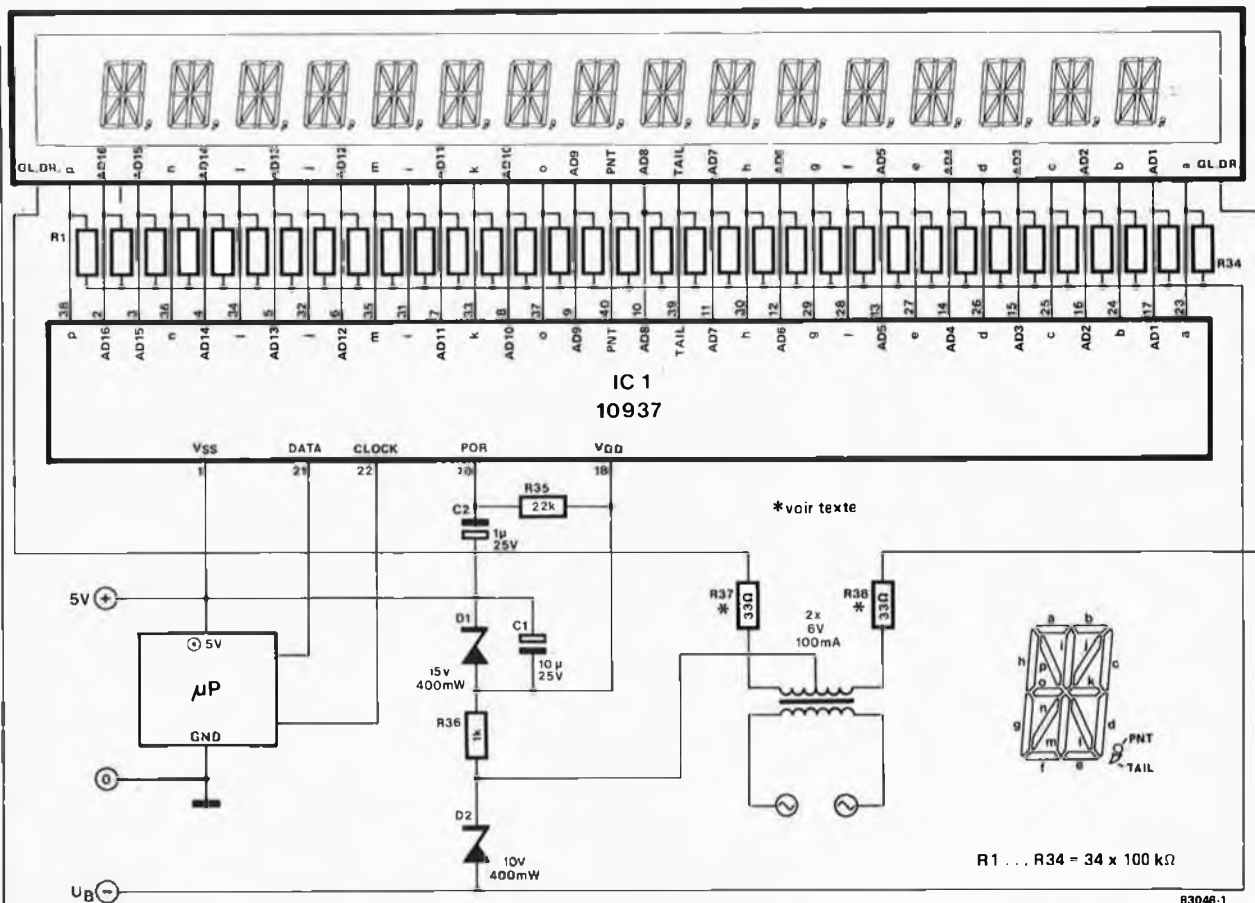 GL.DR. p AD16 AD15 n AD14 l AD13 j AD12 m i AD11 k AD10 o AD9 PNT AD8 TAIL AD7 h AD6 g f AD5 e AD4 d AD3 c AD2 b AD1 a GL.DR.
R1
R34
38 2 3 36 4 34 5 32 6 35 31 7 33 8 37 9 40 10 39 11 30 12 29 28 13 27 14 26 15 25 16 24 17 23
p AD16 AD15 n AD14 l AD13 j AD12 m i AD11 k AD10 o AD9 PNT AD8 TAIL AD7 h AD6 g f AD5 e AD4 d AD3 c AD2 b AD1 a
IC 1
10937
VSS DATA CLOCK POR VDD
1 21 22 20 18
R35
22k
C2
1µ
25V
*voir texte
5V +
R37
*
33Ω
R38
*
33Ω
2x
6V
100mA
D1
15V
400mW
C1
10µ
25V
5V
µP
GND
R36
1k
0
D2
10V
400mW
UB −
a b
h i j c
p
o k
n
g m l d
f e
PNT
TAIL
R1 ... R34 = 34 x 100 kΩ
83046-1